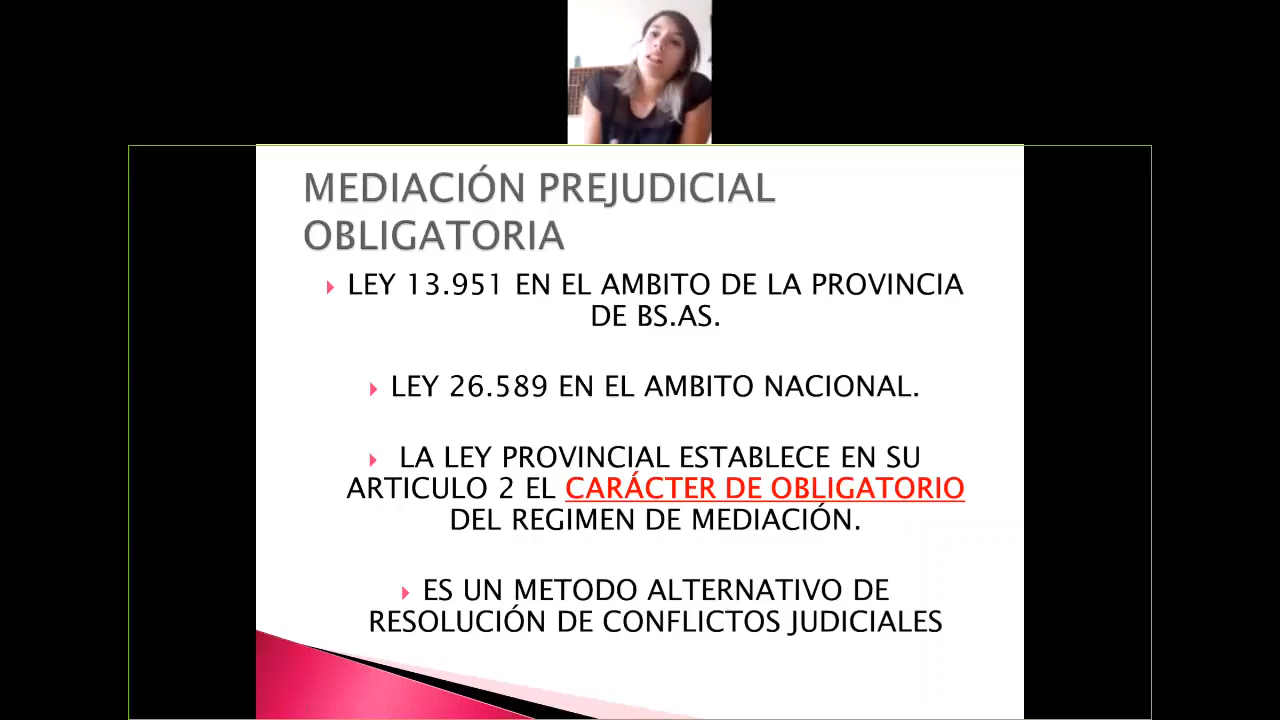 MEDIACIÓN PREJUDICIAL
OBLIGATORIA
LEY 13.951 EN EL AMBITO DE LA PROVINCIA
DE BS.AS.
LEY 26.589 EN EL AMBITO NACIONAL.
LA LEY PROVINCIAL ESTABLECE EN SU
ARTICULO 2 EL CARÁCTER DE OBLIGATORIO
DEL REGIMEN DE MEDIACIÓN.
ES UN METODO ALTERNATIVO DE
RESOLUCIÓN DE CONFLICTOS JUDICIALES